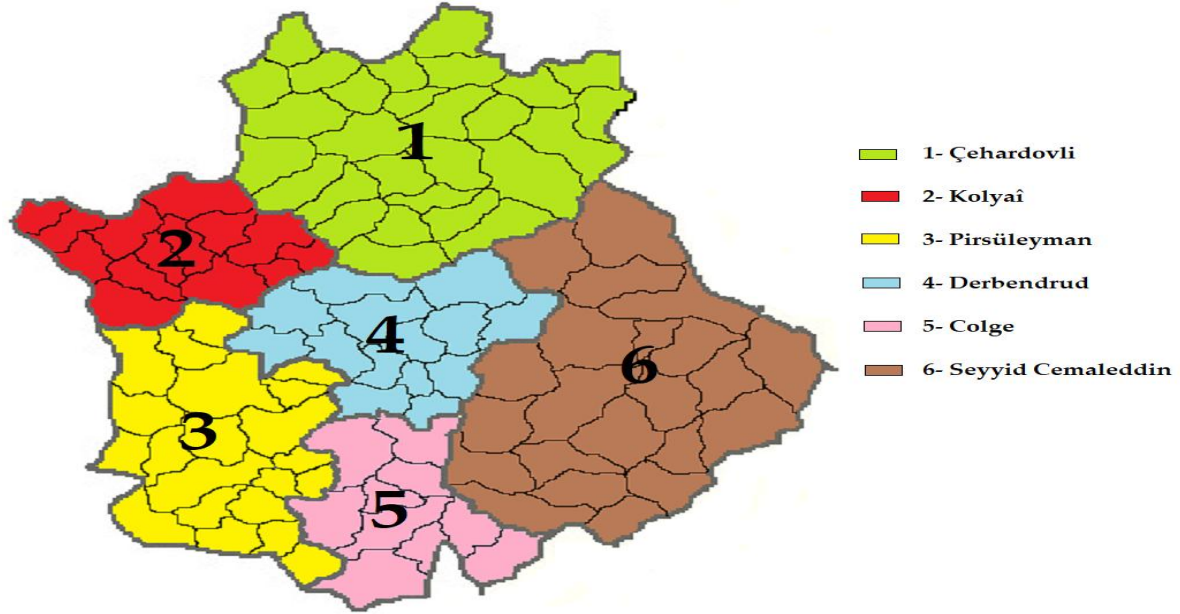 1
2
3
4
5
6
1- Çehardovli
2- Kolyaî
3- Pirsüleyman
4- Derbendrud
5- Colge
6- Seyyid Cemaleddin